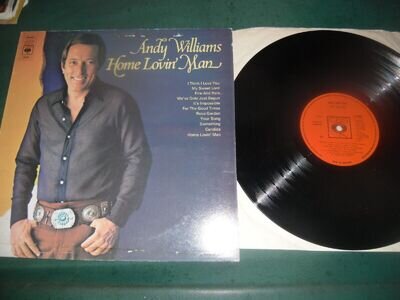 CBS
Andy Williams
Home Lovin' Man
I Think I Love You
My Sweet Lord
Fire And Rain
We've Only Just Begun
It's Impossible
For The Good Times
Rose Garden
Your Song
Something
Candida
Home Lovin' Man